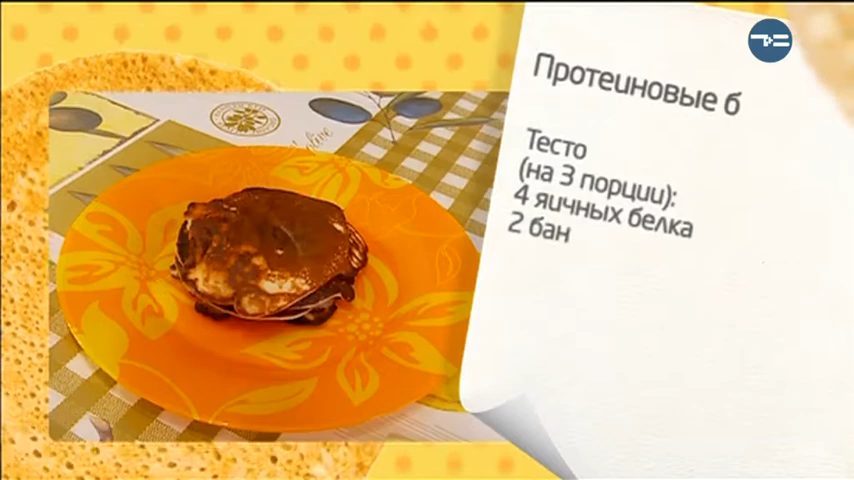 Протеиновые б
Тесто
(на 3 порции):
4 яичных белка
2 бан